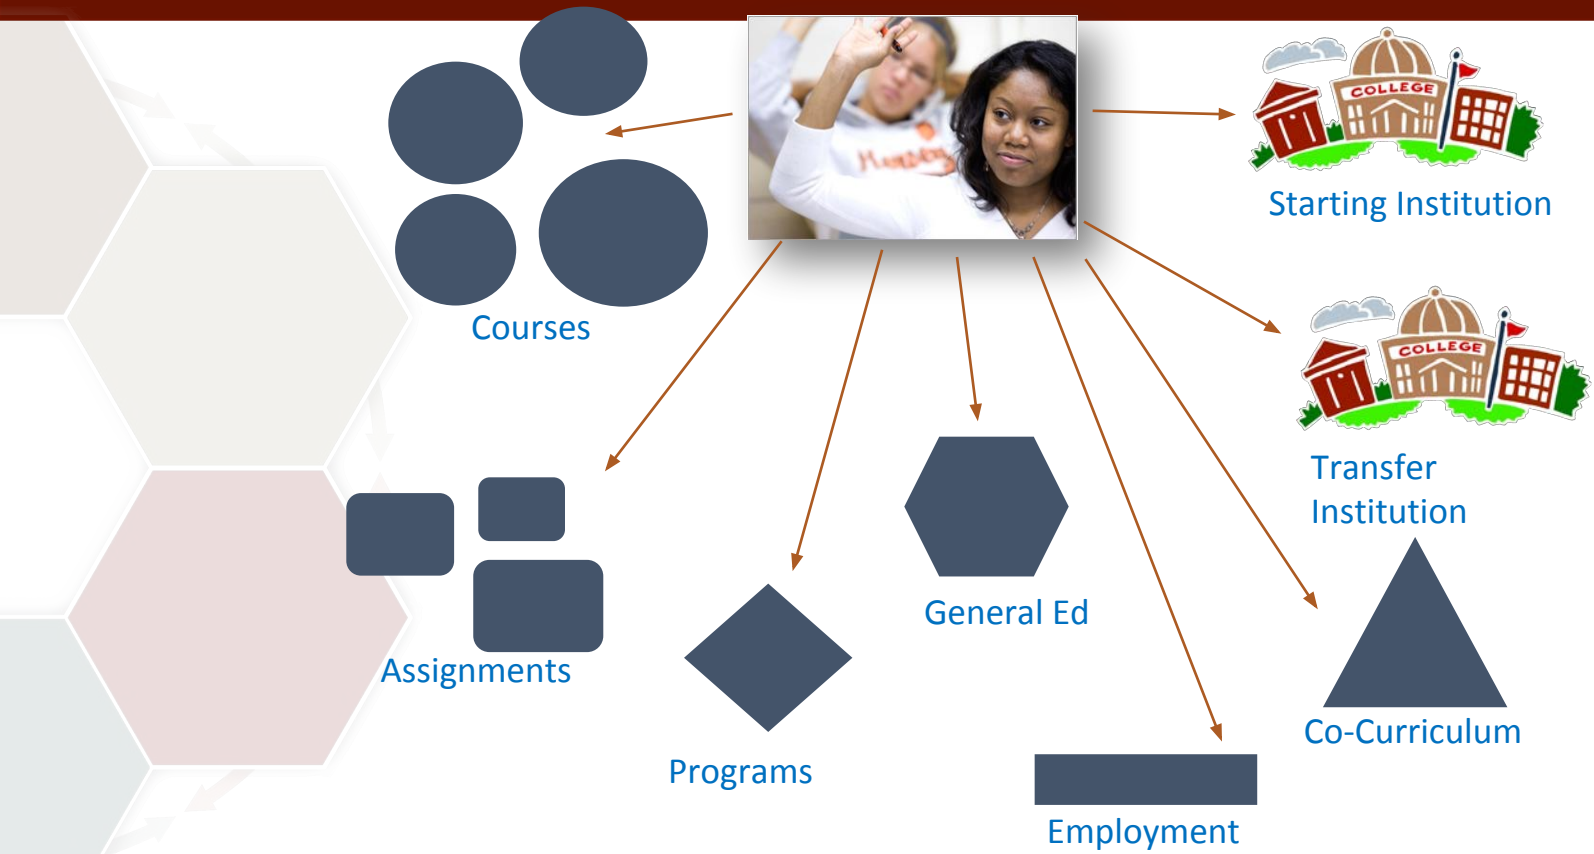 COLLEGE
Starting Institution
Courses
COLLEGE
Transfer
Institution
General Ed
Assignments
Co-Curriculum
Programs
Employment